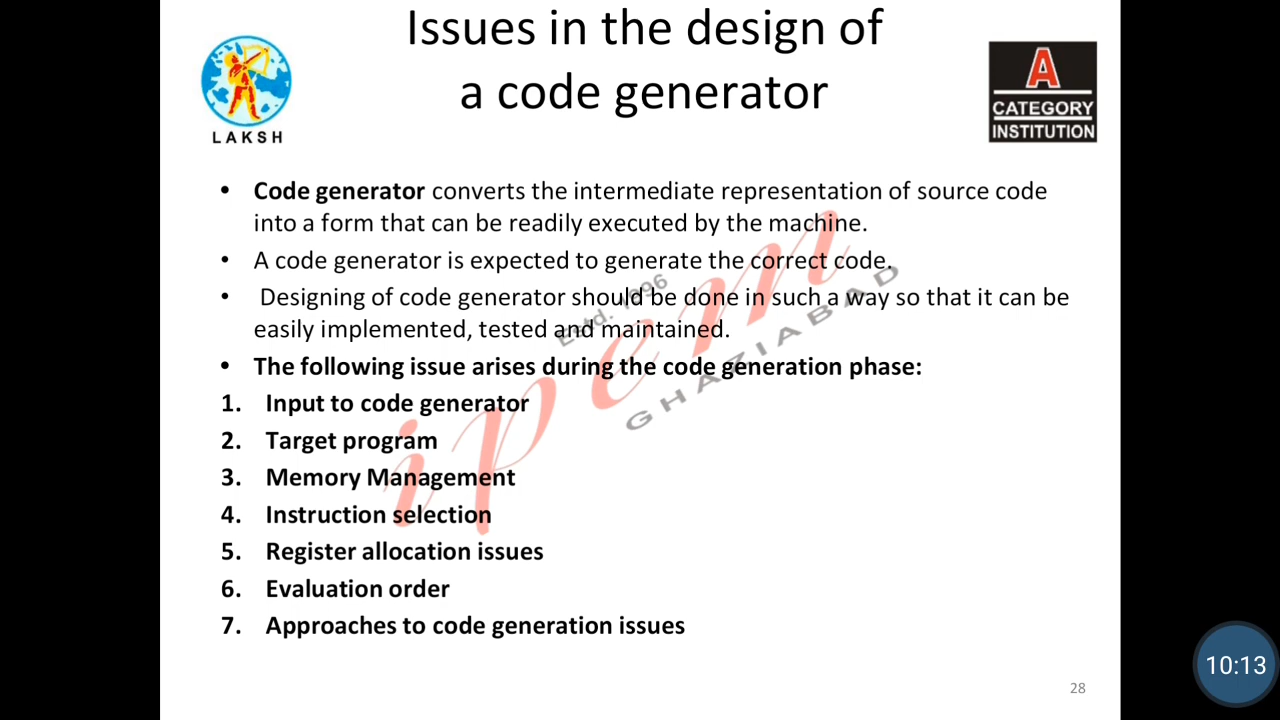 Issues in the design of
a code generator
LAKSH
A
CATEGORY
INSTITUTION
• Code generator converts the intermediate representation of source code
into a form that can be readily executed by the machine.
• A code generator is expected to generate the correct code.
• Designing of code generator should be done in such a way so that it can be
easily implemented, tested and maintained.
• The following issue arises during the code generation phase:
1. Input to code generator
2. Target program
3. Memory Management
4. Instruction selection
5. Register allocation issues
6. Evaluation order
7. Approaches to code generation issues
ipem
Estd. 1996
GHAZIABAD
10:13
28